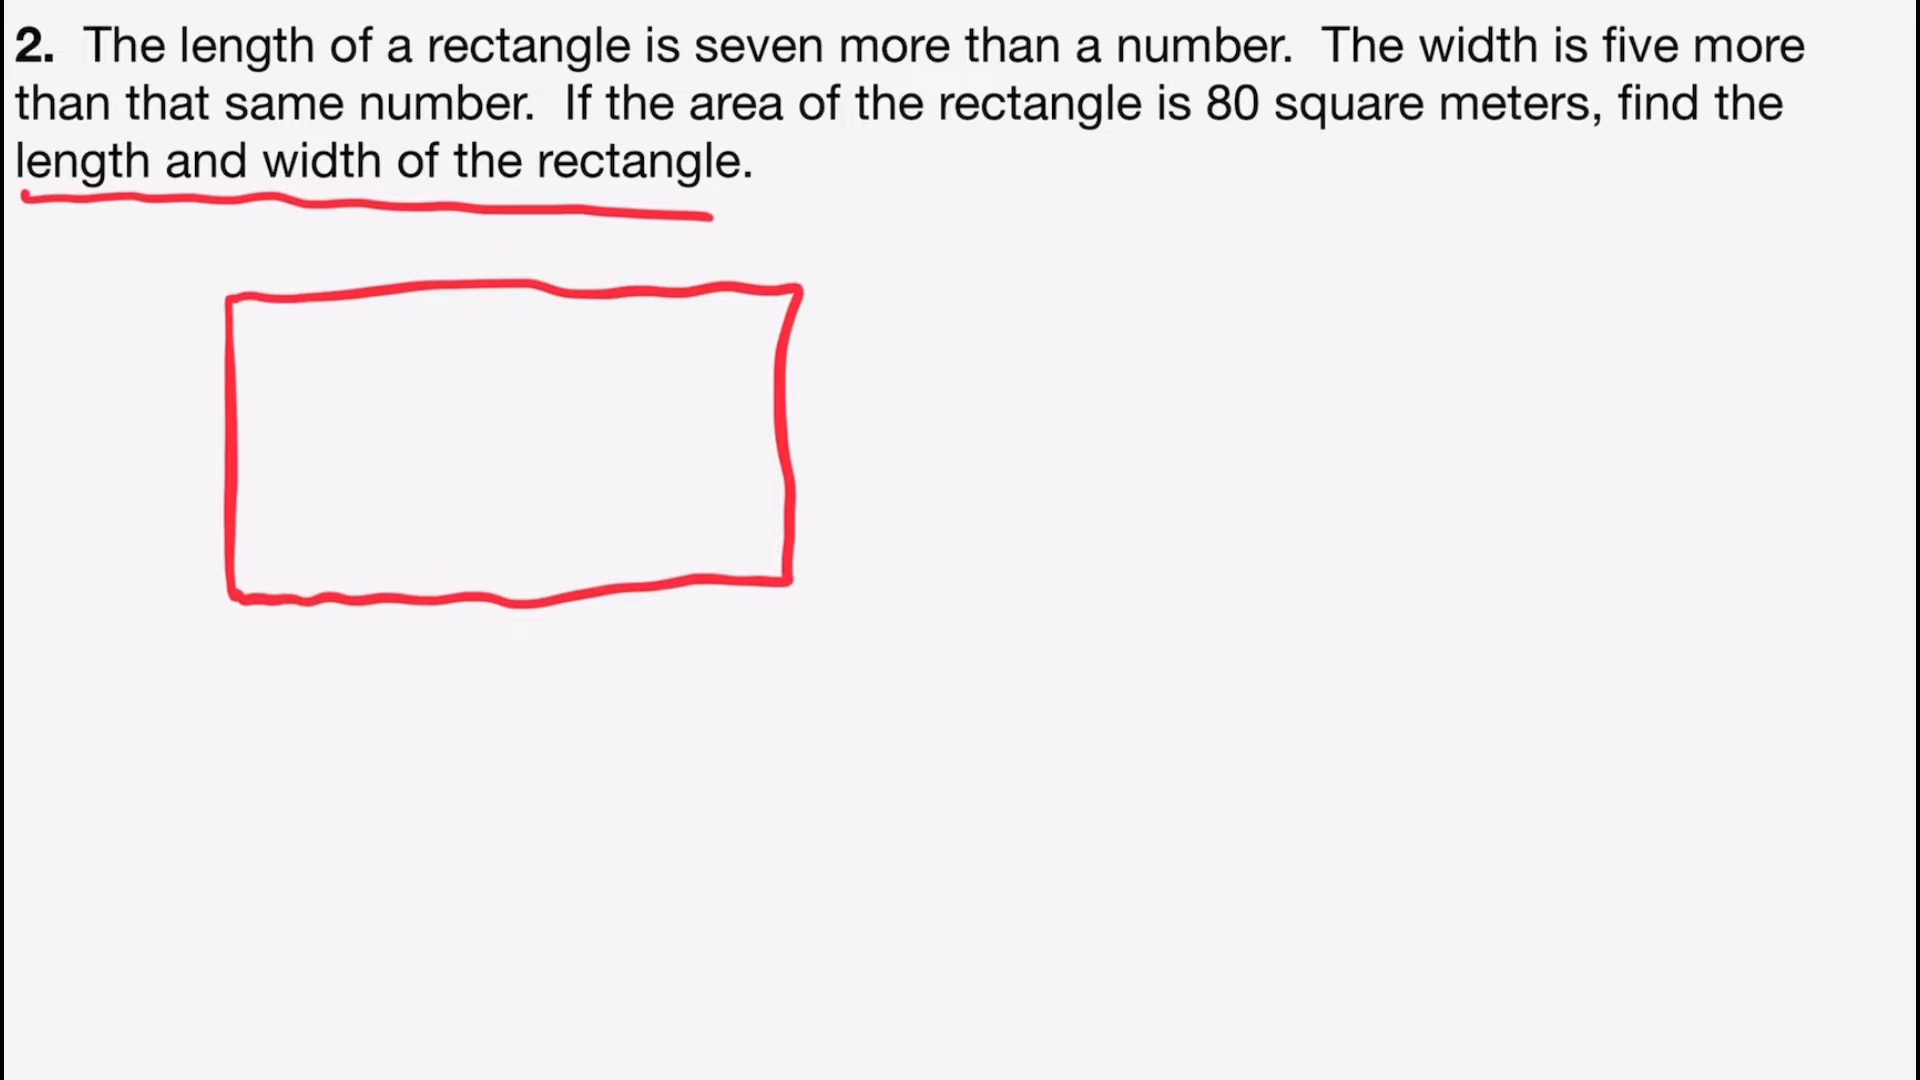 2. The length of a rectangle is seven more than a number. The width is five more
than that same number. If the area of the rectangle is 80 square meters, find the
length and width of the rectangle.